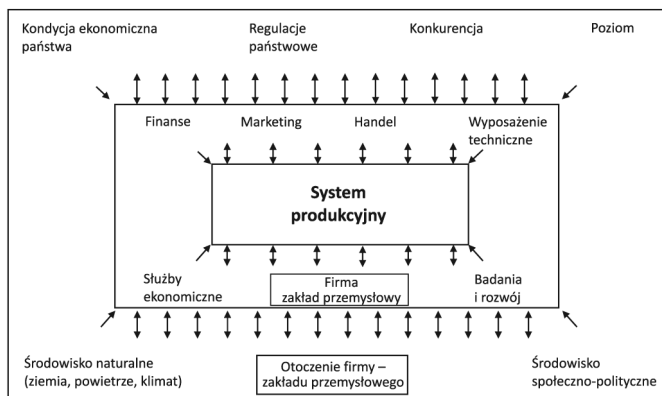 Kondycja ekonomiczna
państwa
Regulacje
państwowe
Konkurencja
Poziom
Finanse
Marketing
Handel
Wyposażenie
techniczne
System
produkcyjny
Służby
ekonomiczne
Firma
zakład przemysłowy
Badania
i rozwój
Środowisko naturalne
(ziemia, powietrze, klimat)
Otoczenie firmy –
zakładu przemysłowego
Środowisko
społeczno-polityczne